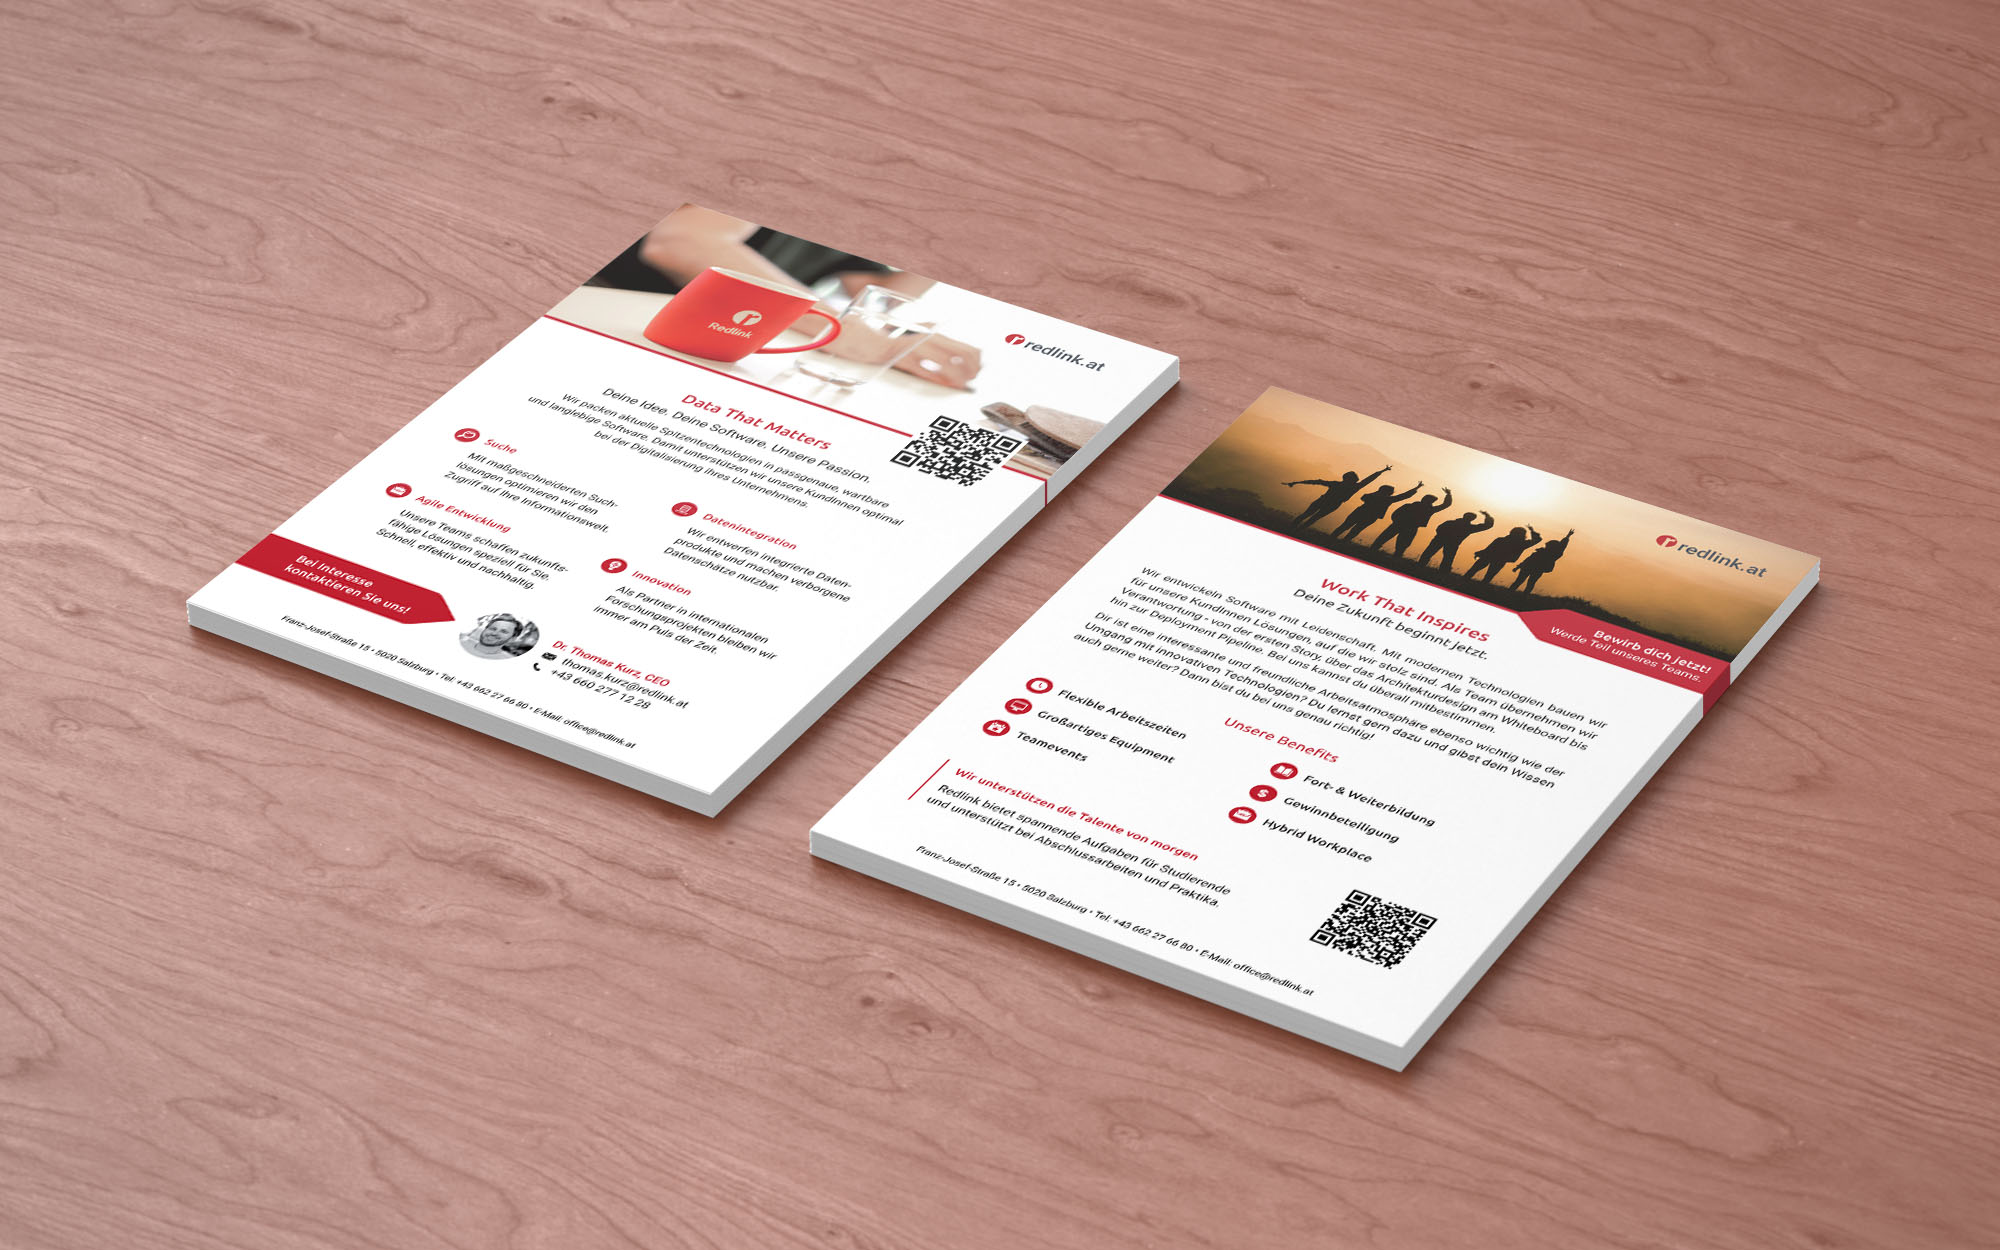 Redlink
redlink.at
Data That Matters
Deine Idee. Deine Software. Unsere Passion.
Wir packen aktuelle Spitzentechnologien in passgenaue, wartbare
und langlebige Software. Damit unterstützen wir unsere KundInnen optimal
bei der Digitalisierung ihres Unternehmens.
Suche
Mit maßgeschneiderten Such-
lösungen optimieren wir den
Zugriff auf Ihre Informationswelt.
Datenintegration
Wir entwerfen integrierte Daten-
produkte und machen verborgene
Datenschätze nutzbar.
Agile Entwicklung
Unsere Teams schaffen zukunfts-
fähige Lösungen speziell für Sie.
Schnell, effektiv und nachhaltig.
Innovation
Als Partner in internationalen
Forschungsprojekten bleiben wir
immer am Puls der Zeit.
Bei Interesse
kontaktieren Sie uns!
Dr. Thomas Kurz, CEO
thomas.kurz@redlink.at
+43 660 277 12 28
Franz-Josef-Straße 15 • 5020 Salzburg • Tel: +43 662 27 66 80 • E-Mail: office@redlink.at
redlink.at
Bewirb dich jetzt!
Werde Teil unseres Teams.
Work That Inspires
Deine Zukunft beginnt jetzt.
Wir entwickeln Software mit Leidenschaft. Mit modernen Technologien bauen wir
für unsere KundInnen Lösungen, auf die wir stolz sind. Als Team übernehmen wir
Verantwortung - von der ersten Story, über das Architekturdesign am Whiteboard bis
hin zur Deployment Pipeline. Bei uns kannst du überall mitbestimmen.
Dir ist eine interessante und freundliche Arbeitsatmosphäre ebenso wichtig wie der
Umgang mit innovativen Technologien? Du lernst gern dazu und gibst dein Wissen
auch gerne weiter? Dann bist du bei uns genau richtig!
Unsere Benefits
Flexible Arbeitszeiten
Großartiges Equipment
Teamevents
Fort- & Weiterbildung
Gewinnbeteiligung
Hybrid Workplace
Wir unterstützen die Talente von morgen
Redlink bietet spannende Aufgaben für Studierende
und unterstützt bei Abschlussarbeiten und Praktika.
Franz-Josef-Straße 15 • 5020 Salzburg • Tel: +43 662 27 66 80 • E-Mail: office@redlink.at